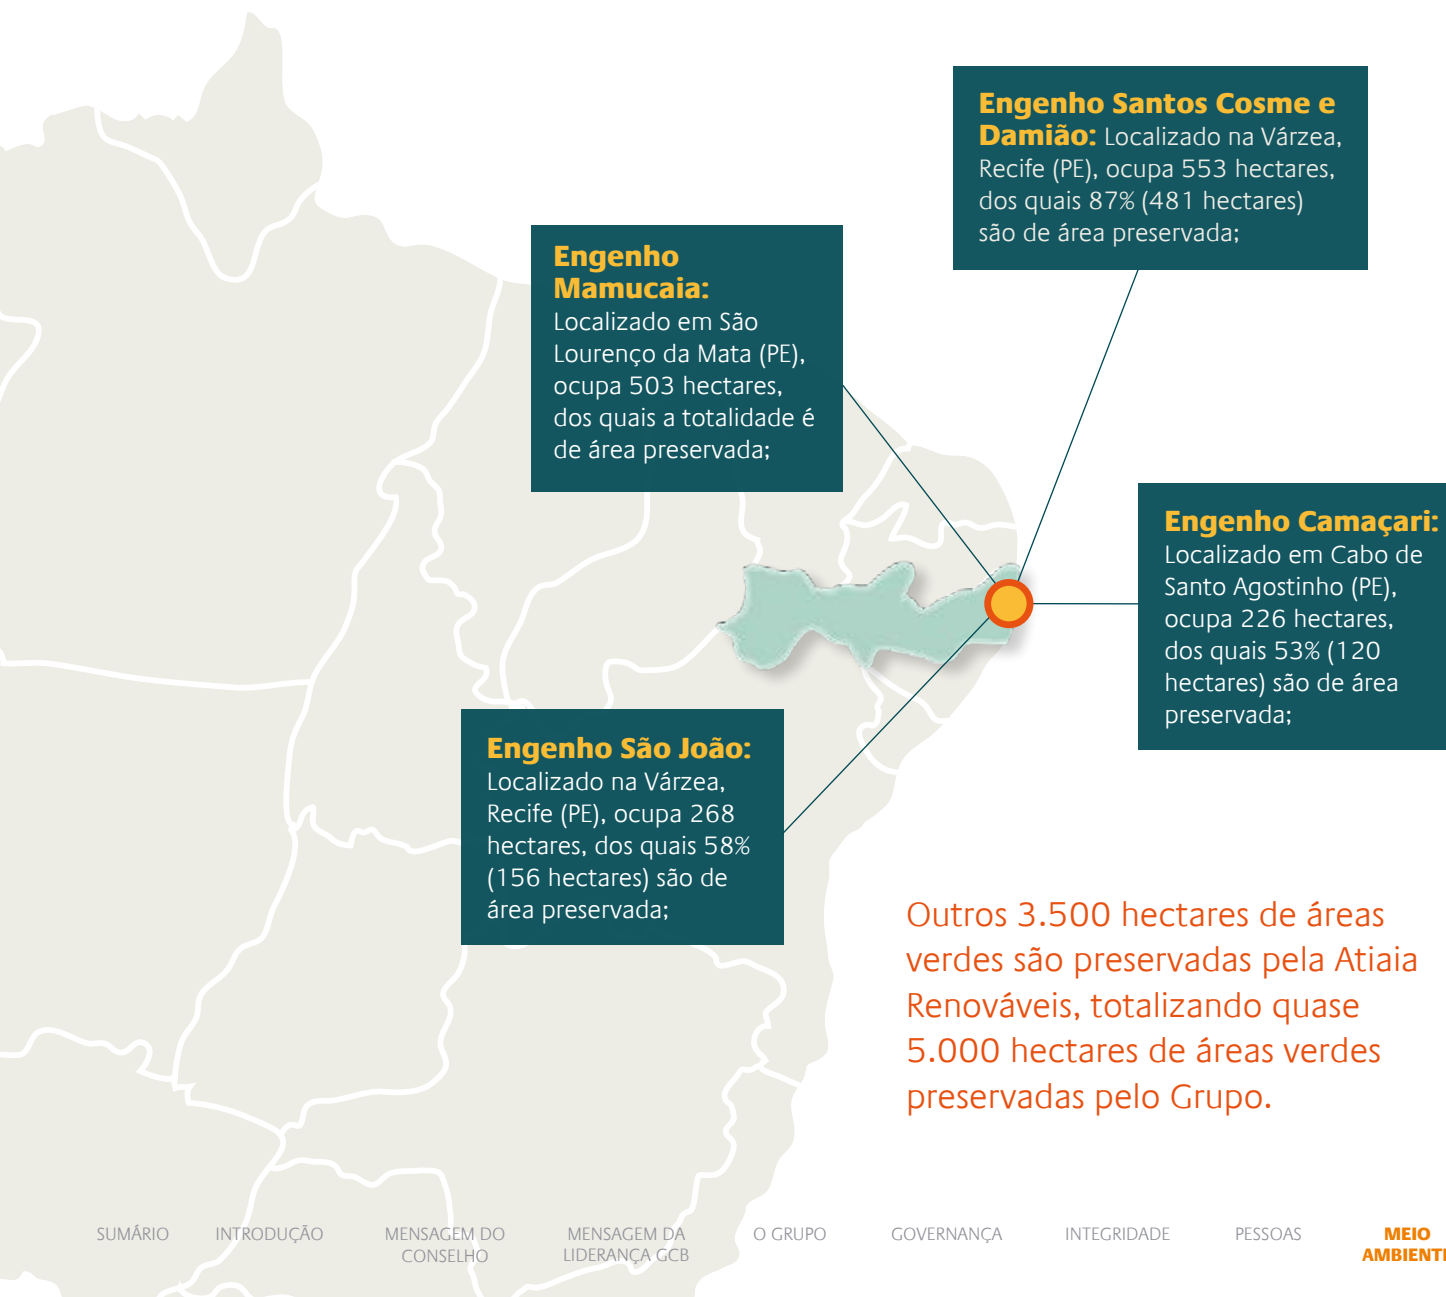 Engenho Santos Cosme e
Damião: Localizado na Várzea,
Recife (PE), ocupa 553 hectares,
dos quais 87% (481 hectares)
são de área preservada;
Engenho
Mamucaia:
Localizado em São
Lourenço da Mata (PE),
ocupa 503 hectares,
dos quais a totalidade é
de área preservada;
Engenho Camaçari:
Localizado em Cabo de
Santo Agostinho (PE),
ocupa 226 hectares,
dos quais 53% (120
hectares) são de área
preservada;
Engenho São João:
Localizado na Várzea,
Recife (PE), ocupa 268
hectares, dos quais 58%
(156 hectares) são de
área preservada;
Outros 3.500 hectares de áreas
verdes são preservadas pela Atiaia
Renováveis, totalizando quase
5.000 hectares de áreas verdes
preservadas pelo Grupo.
SUMÁRIO
INTRODUÇÃO
MENSAGEM DO
CONSELHO
MENSAGEM DA
LIDERANÇA GCB
O GRUPO
GOVERNANÇA
INTEGRIDADE
PESSOAS
MEIO
AMBIENTE